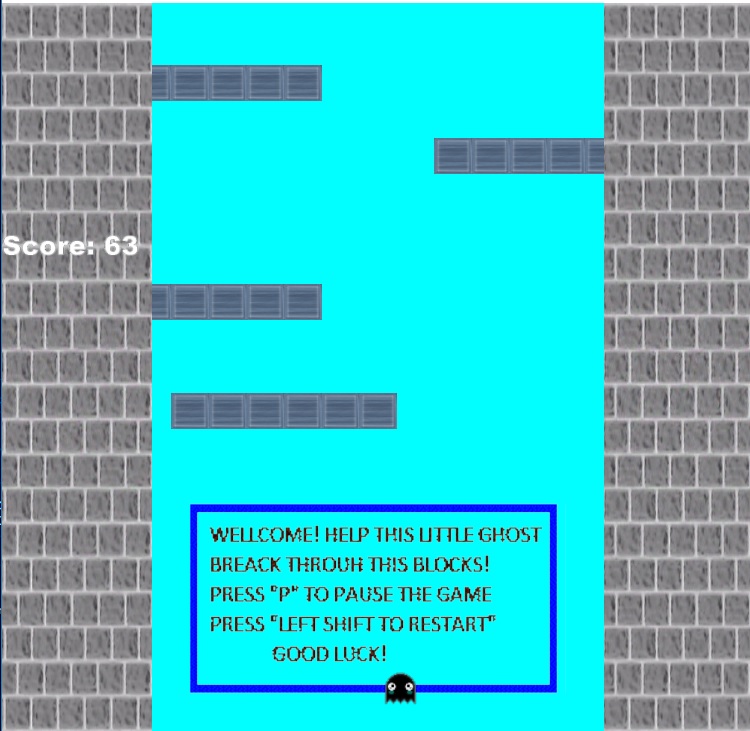 Score: 63
WELLCOME! HELP THIS LITTLE GHOST
BREACK THROUH THIS BLOCKS!
PRESS "P" TO PAUSE THE GAME
PRESS "LEFT SHIFT TO RESTART"
GOOD LUCK!